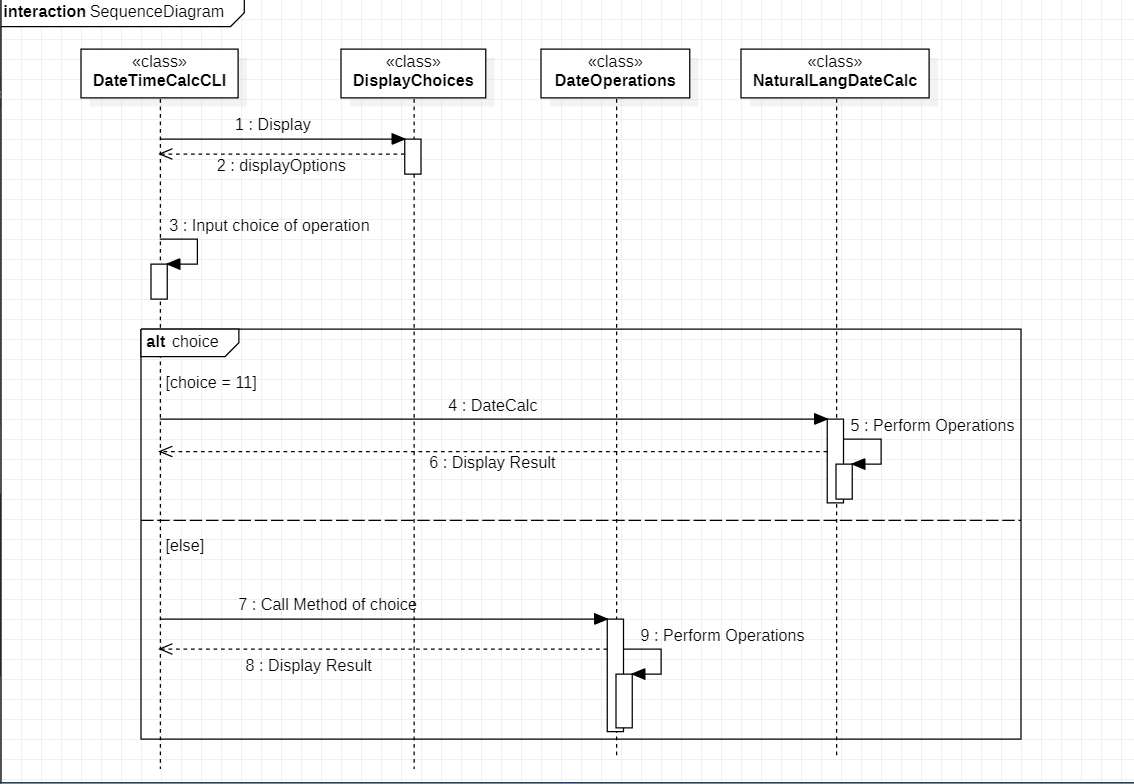 interaction SequenceDiagram
«class»
DateTimeCalcCLI
«class»
DisplayChoices
«class»
DateOperations
«class»
NaturalLangDateCalc
1 : Display
2 : displayOptions
3 : Input choice of operation
alt choice
[choice = 11]
4 : DateCalc
5 : Perform Operations
6 : Display Result
[else]
7 : Call Method of choice
9 : Perform Operations
8 : Display Result